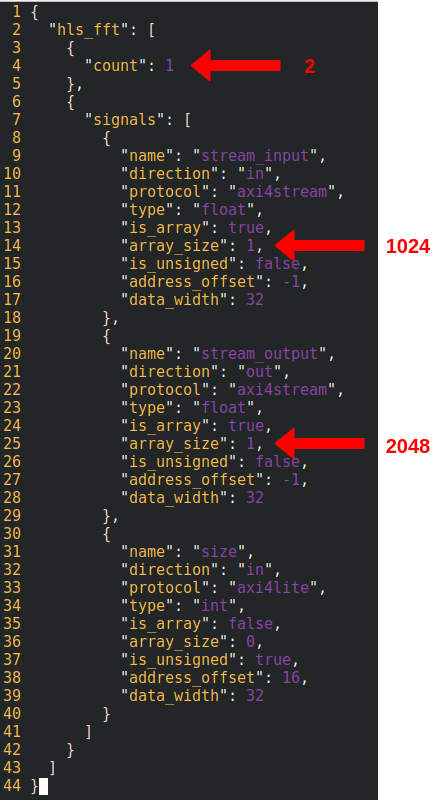 1 {
2   "hls_fft": [
3     {
4       "count": 1 2
5     },
6     {
7       "signals": [
8         {
9           "name": "stream_input",
10           "direction": "in",
11           "protocol": "axi4stream",
12           "type": "float",
13           "is_array": true,
14           "array_size": 1, 1024
15           "is_unsigned": false,
16           "address_offset": -1,
17           "data_width": 32
18         },
19         {
20           "name": "stream_output",
21           "direction": "out",
22           "protocol": "axi4stream",
23           "type": "float",
24           "is_array": true,
25           "array_size": 1, 2048
26           "is_unsigned": false,
27           "address_offset": -1,
28           "data_width": 32
29         },
30         {
31           "name": "size",
32           "direction": "in",
33           "protocol": "axi4lite",
34           "type": "int",
35           "is_array": false,
36           "array_size": 0,
37           "is_unsigned": true,
38           "address_offset": 16,
39           "data_width": 32
40         }
41       ]
42     }
43   ]
44 }